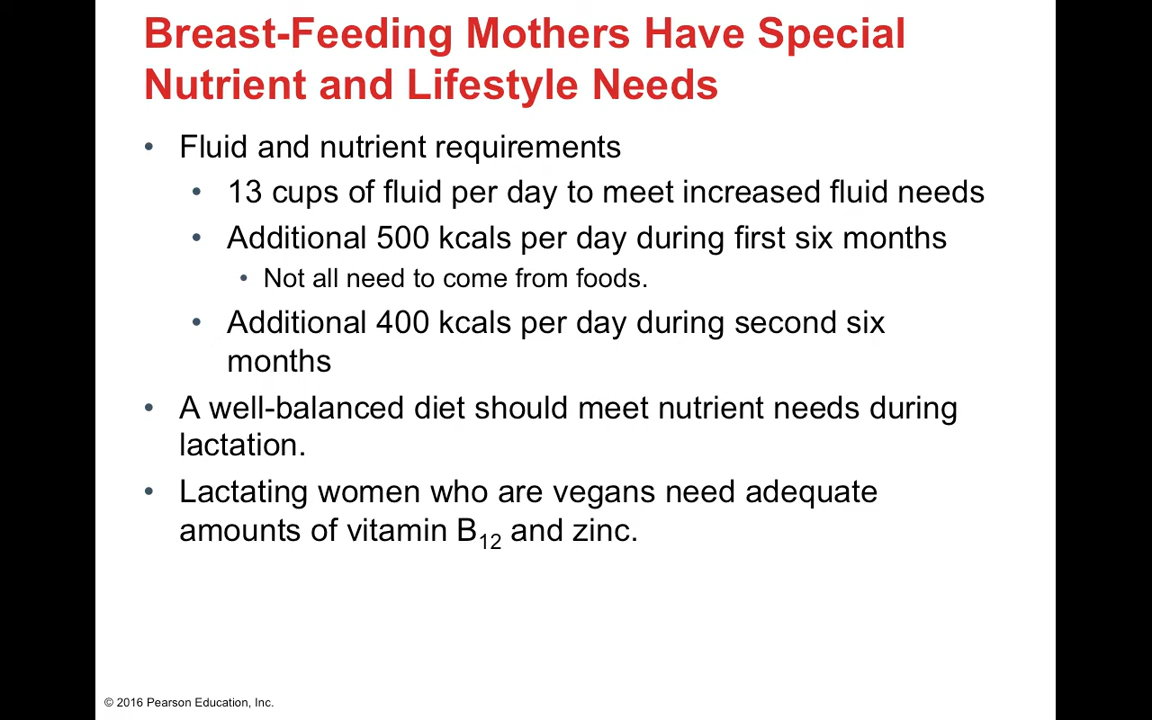 Breast-Feeding Mothers Have Special
Nutrient and Lifestyle Needs
• Fluid and nutrient requirements
• 13 cups of fluid per day to meet increased fluid needs
• Additional 500 kcals per day during first six months
• Not all need to come from foods.
• Additional 400 kcals per day during second six
months
• A well-balanced diet should meet nutrient needs during
lactation.
• Lactating women who are vegans need adequate
amounts of vitamin B12 and zinc.
© 2016 Pearson Education, Inc.